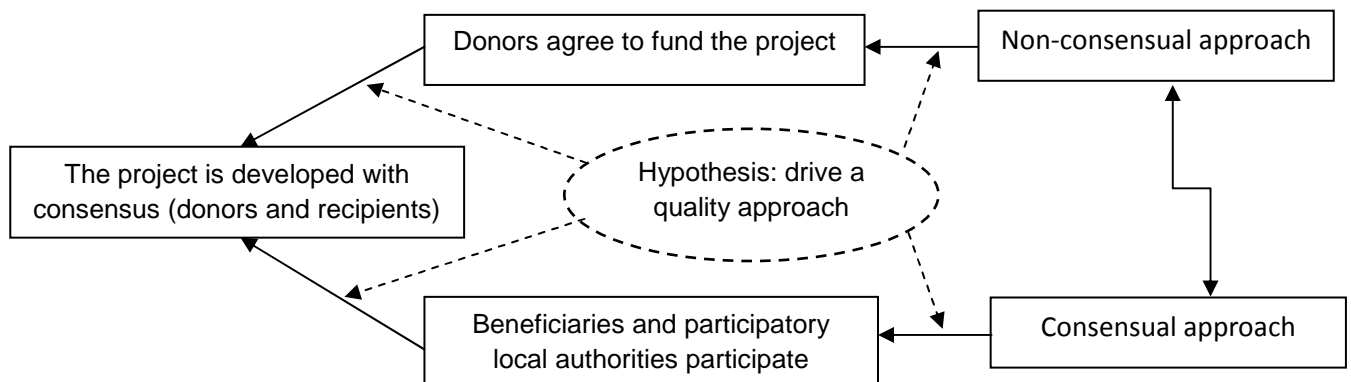 Donors agree to fund the project
Non-consensual approach
The project is developed with
consensus (donors and recipients)
Hypothesis: drive a
quality approach
Beneficiaries and participatory
local authorities participate
Consensual approach